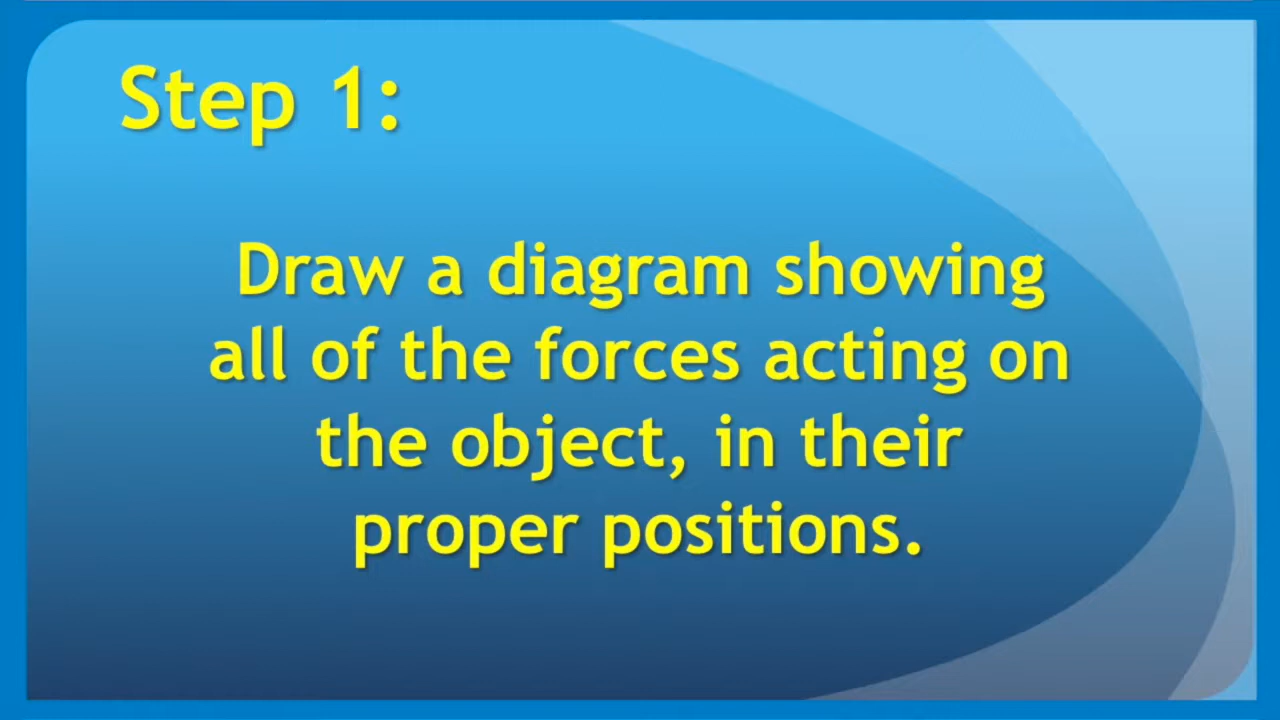 Step 1:
Draw a diagram showing
all of the forces acting on
the object, in their
proper positions.